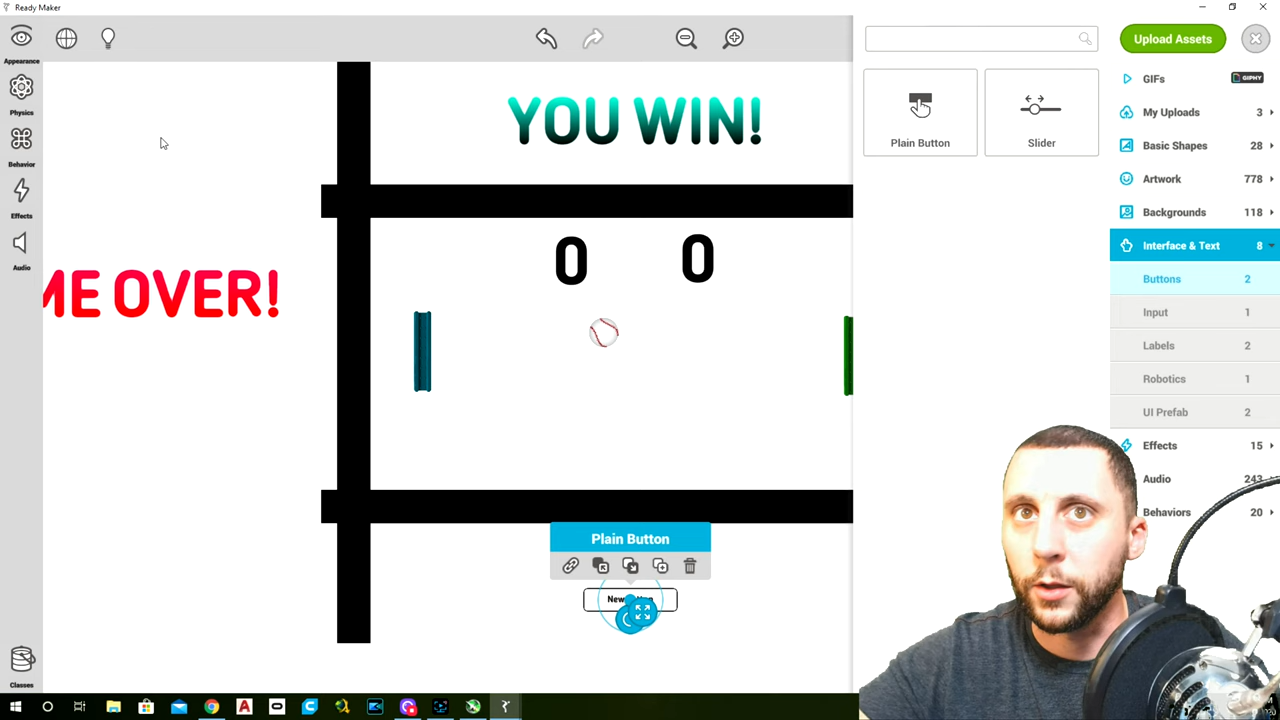 Ready Maker
Appearance
Physics
Behavior
Effects
Audio
Classes
YOU WIN!
ME OVER!
0 0
Plain Button
Plain Button
Slider
Upload Assets
GIFs GIPHY
My Uploads 3
Basic Shapes 28
Artwork 778
Backgrounds 118
Interface & Text 8
Buttons 2
Input 1
Labels 2
Robotics 1
UI Prefab 2
Effects 15
Audio 243
Behaviors 20